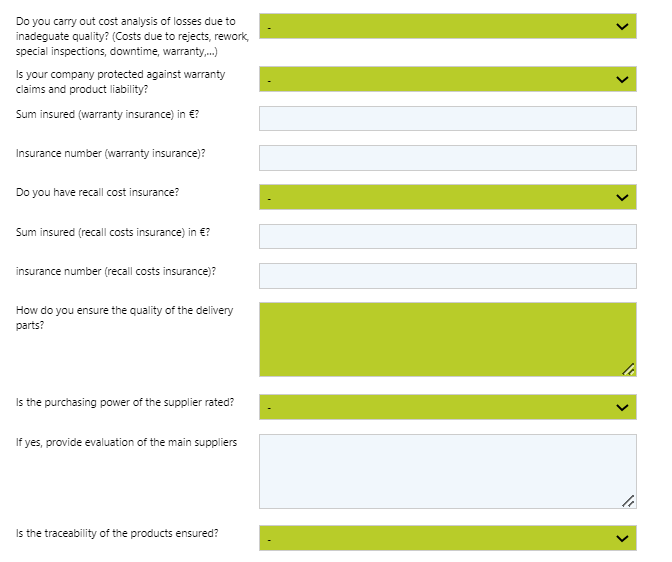 Do you carry out cost analysis of losses due to
inadequate quality? (Costs due to rejects, rework,
special inspections, downtime, warranty,...)
-
Is your company protected against warranty
claims and product liability?
-
Sum insured (warranty insurance) in €?
Insurance number (warranty insurance)?
Do you have recall cost insurance?
-
Sum insured (recall costs insurance) in €?
insurance number (recall costs insurance)?
How do you ensure the quality of the delivery
parts?
Is the purchasing power of the supplier rated?
-
If yes, provide evaluation of the main suppliers
Is the traceability of the products ensured?
-